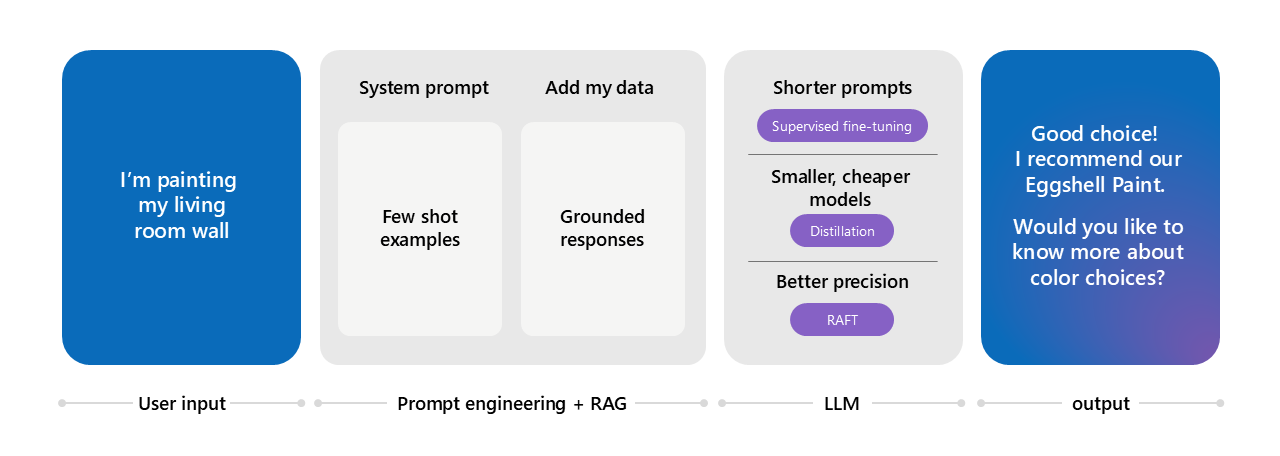 I’m painting
my living
room wall
System prompt
Few shot
examples
Add my data
Grounded
responses
Shorter prompts
Supervised fine-tuning
Smaller, cheaper
models
Distillation
Better precision
RAFT
Good choice!
I recommend our
Eggshell Paint.
Would you like to
know more about
color choices?
User input
Prompt engineering + RAG
LLM
output